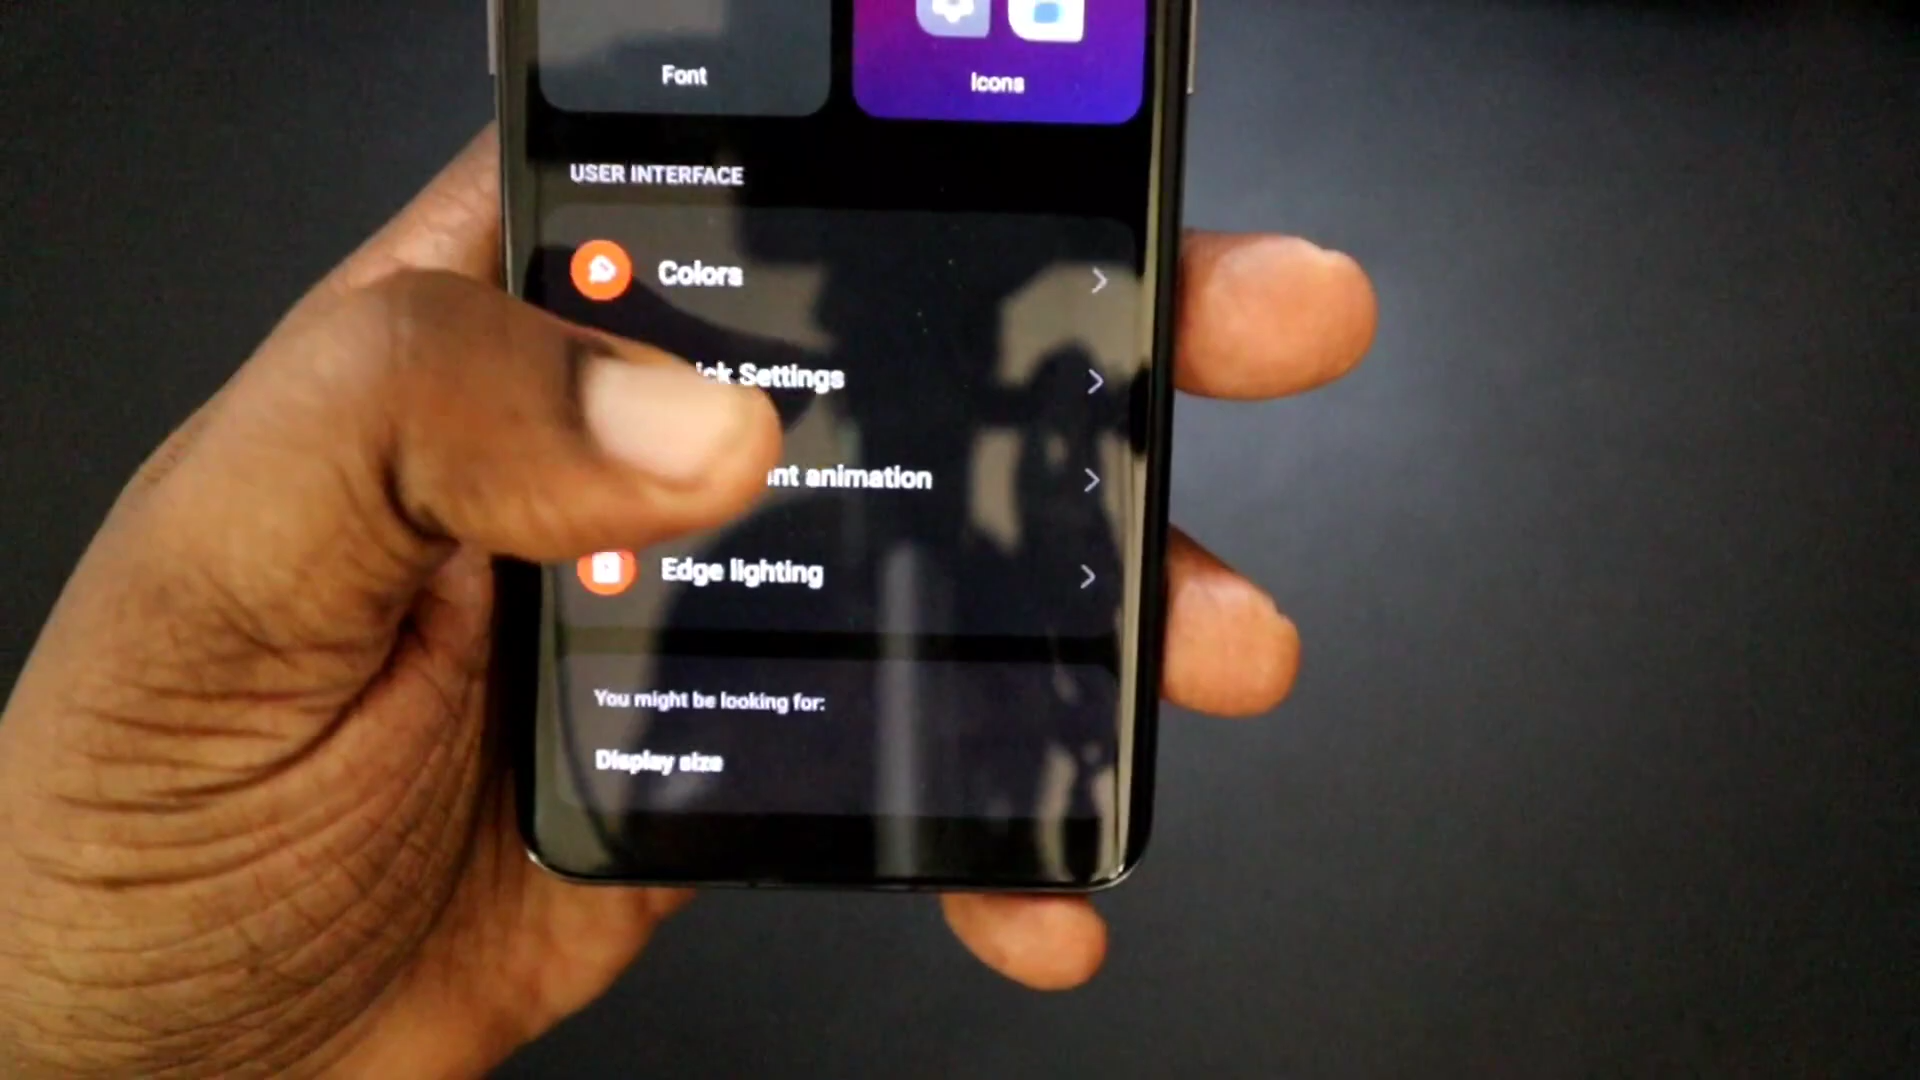 Font
Icons
USER INTERFACE
Colors
Settings
animation
Edge lighting
You might be looking for:
Display size